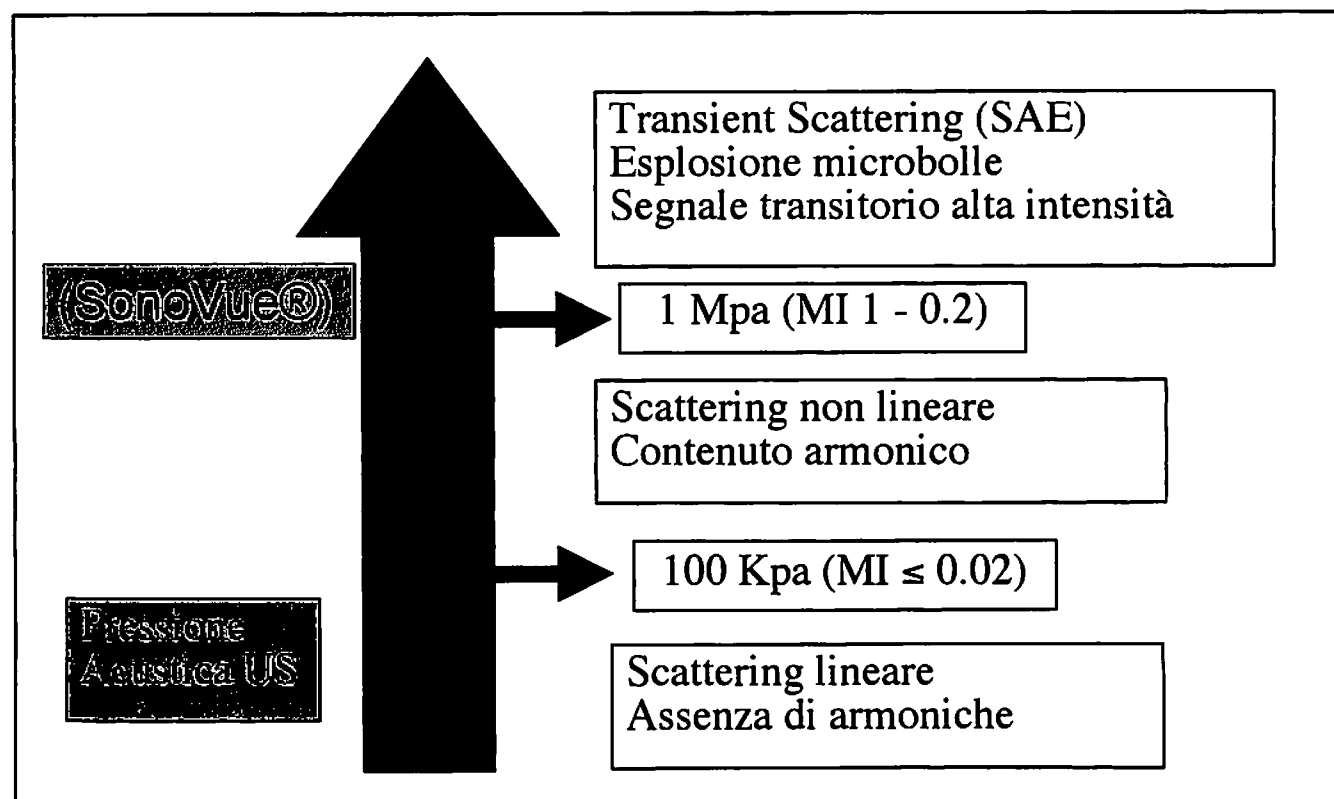 Transient Scattering (SAE)
Esplosione microbolle
Segnale transitorio alta intensità
(SonoVue®)
1 Mpa (MI 1 - 0.2)
Scattering non lineare
Contenuto armonico
100 Kpa (MI ≤ 0.02)
Pressione
Acustica US
Scattering lineare
Assenza di armoniche